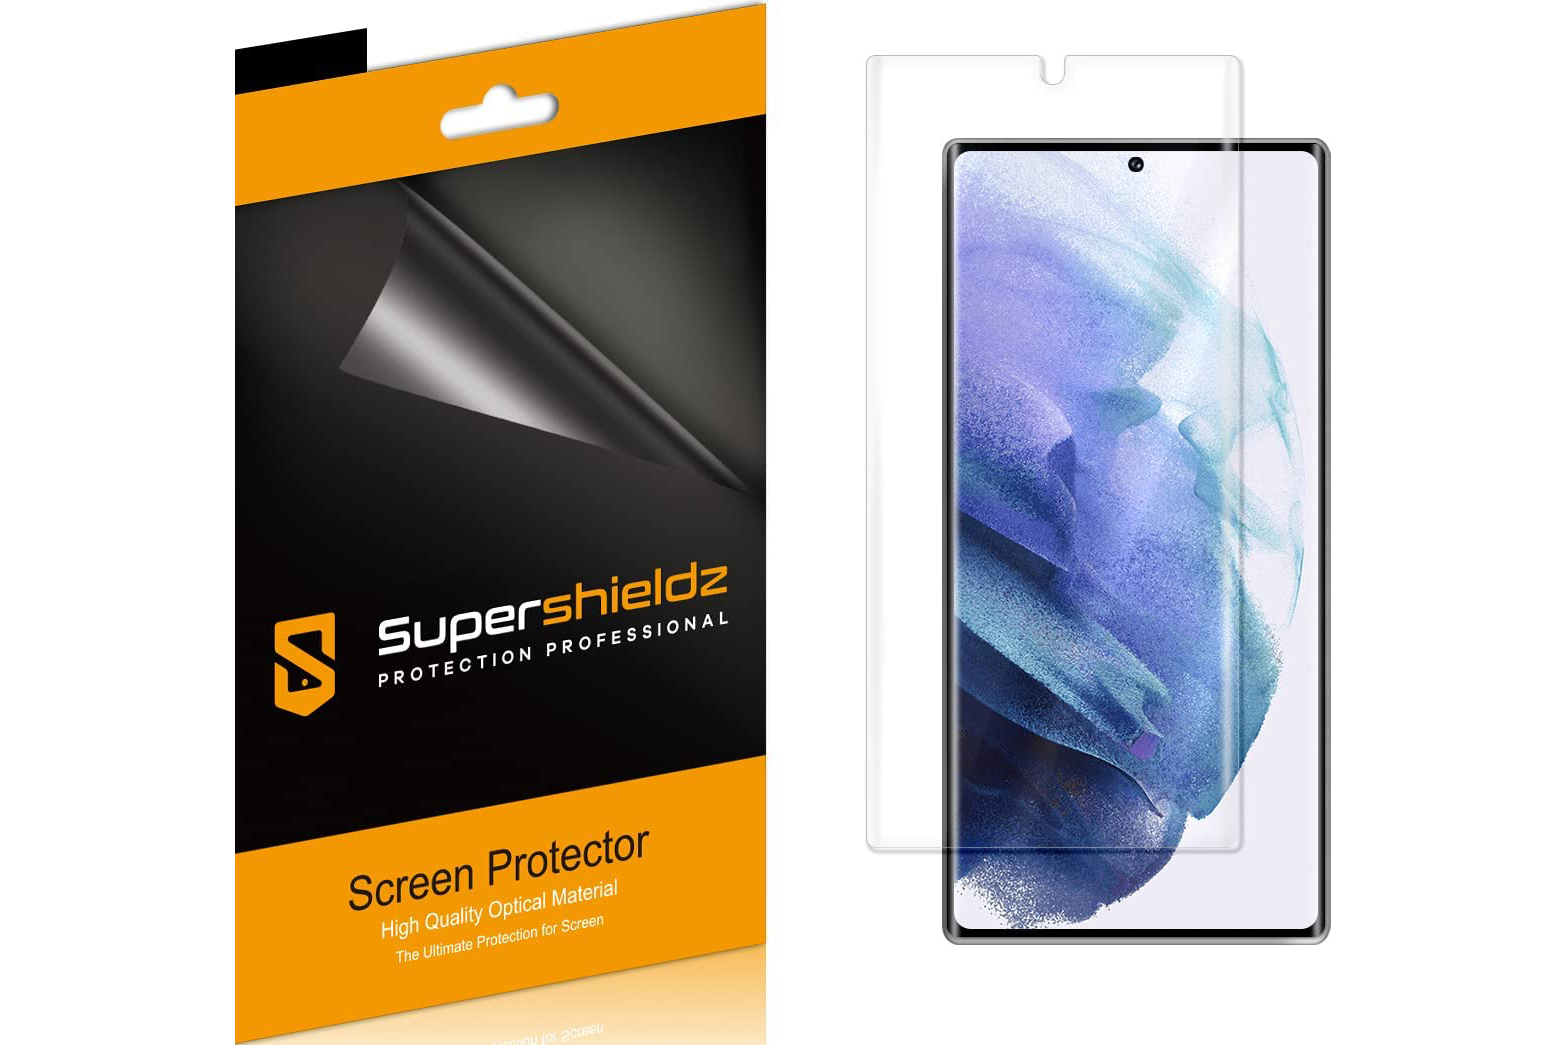 Supershieldz
PROTECTION PROFESSIONAL
Screen Protector
High Quality Optical Material
The Ultimate Protection for Screen